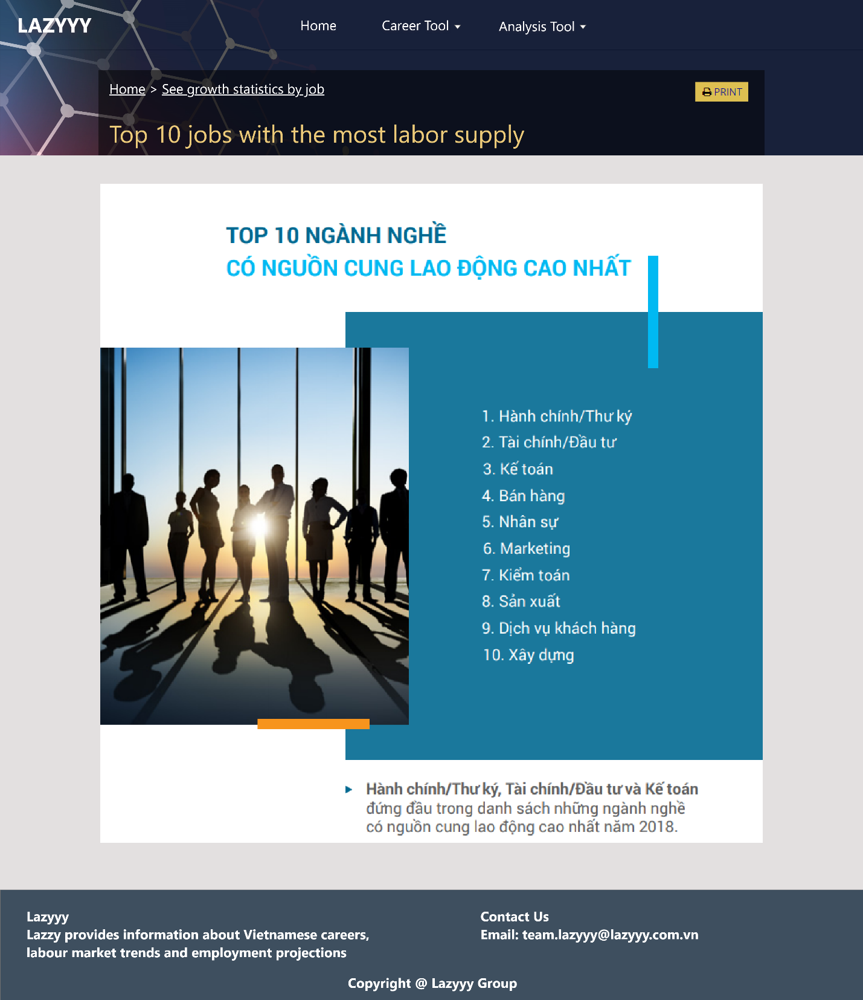 LAZYYY
Home
Career Tool
Analysis Tool
Home > See growth statistics by job
PRINT
Top 10 jobs with the most labor supply
TOP 10 NGÀNH NGHỀ
CÓ NGUỒN CUNG LAO ĐỘNG CAO NHẤT
1. Hành chính/Thư ký
2. Tài chính/Đầu tư
3. Kế toán
4. Bán hàng
5. Nhân sự
6. Marketing
7. Kiểm toán
8. Sản xuất
9. Dịch vụ khách hàng
10. Xây dựng
Hành chính/Thư ký, Tài chính/Đầu tư và Kế toán
đứng đầu trong danh sách những ngành nghề
có nguồn cung lao động cao nhất năm 2018.
Lazyyy
Lazzy provides information about Vietnamese careers,
labour market trends and employment projections
Contact Us
Email: team.lazyyy@lazyyy.com.vn
Copyright @ Lazyyy Group